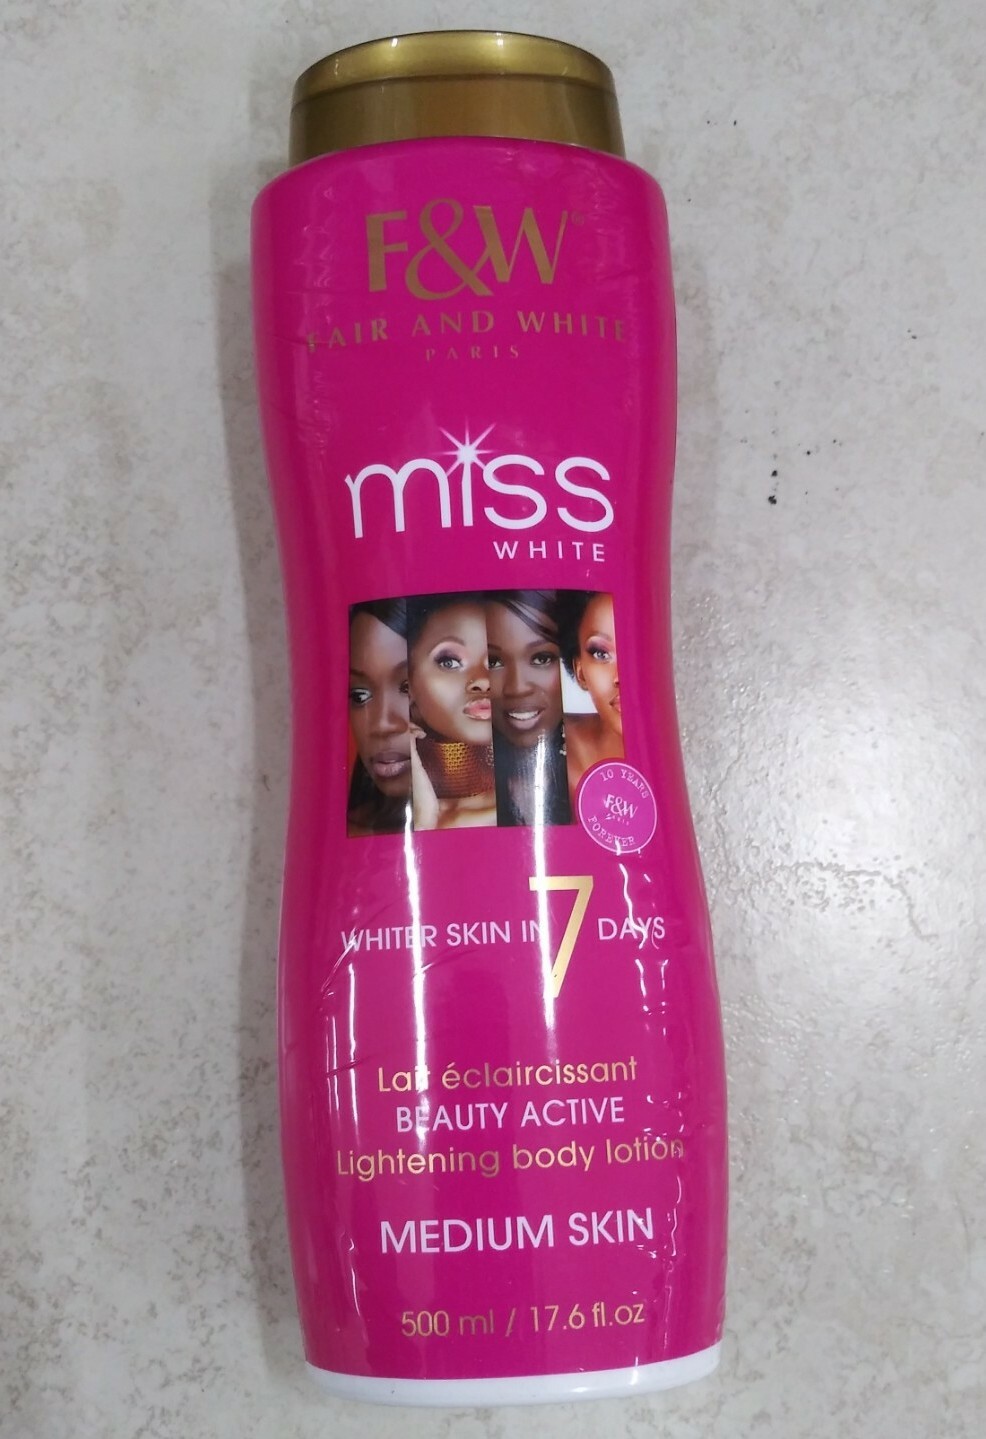 F&W®
FAIR AND WHITE
PARIS
miss
WHITE
10 YEARS
F&W
PARIS
FOREVER
WHITER SKIN IN 7 DAYS
Lait éclaircissant
BEAUTY ACTIVE
Lightening body lotion
MEDIUM SKIN
500 ml / 17.6 fl.oz